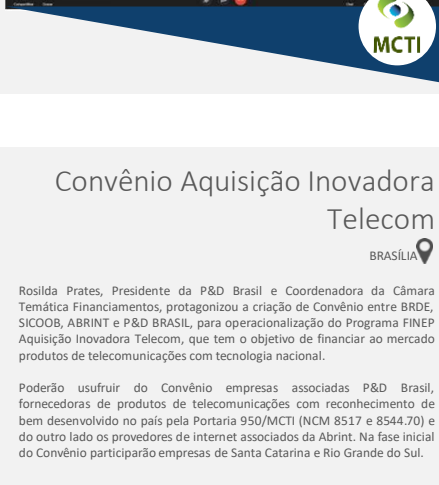 MCTI
Convênio Aquisição Inovadora
Telecom
BRASÍLIA
Rosilda Prates, Presidente da P&D Brasil e Coordenadora da Câmara
Temática Financiamentos, protagonizou a criação de Convênio entre BRDE,
SICOOB, ABRINT e P&D BRASIL, para operacionalização do Programa FINEP
Aquisição Inovadora Telecom, que tem o objetivo de financiar ao mercado
produtos de telecomunicações com tecnologia nacional.
Poderão usufruir do Convênio empresas associadas P&D Brasil,
fornecedoras de produtos de telecomunicações com reconhecimento de
bem desenvolvido no país pela Portaria 950/MCTI (NCM 8517 e 8544.70) e
do outro lado os provedores de internet associados da Abrint. Na fase inicial
do Convênio participarão empresas de Santa Catarina e Rio Grande do Sul.